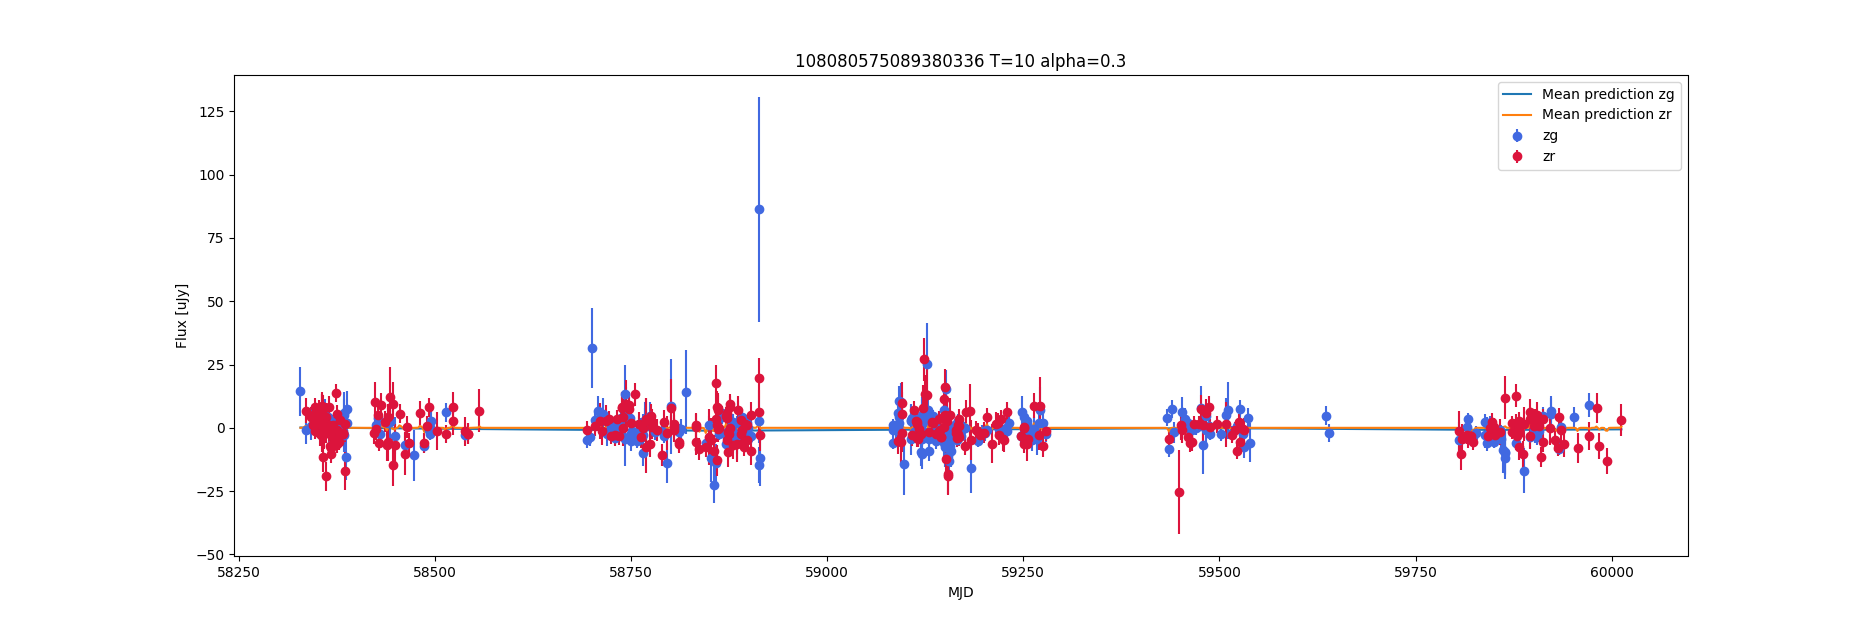 108080575089380336 T=10 alpha=0.3
Mean prediction zg
Mean prediction zr
zg
zr
Flux [uJy]
125
100
75
50
25
0
−25
−50
58250 58500 58750 59000 59250 59500 59750 60000
MJD